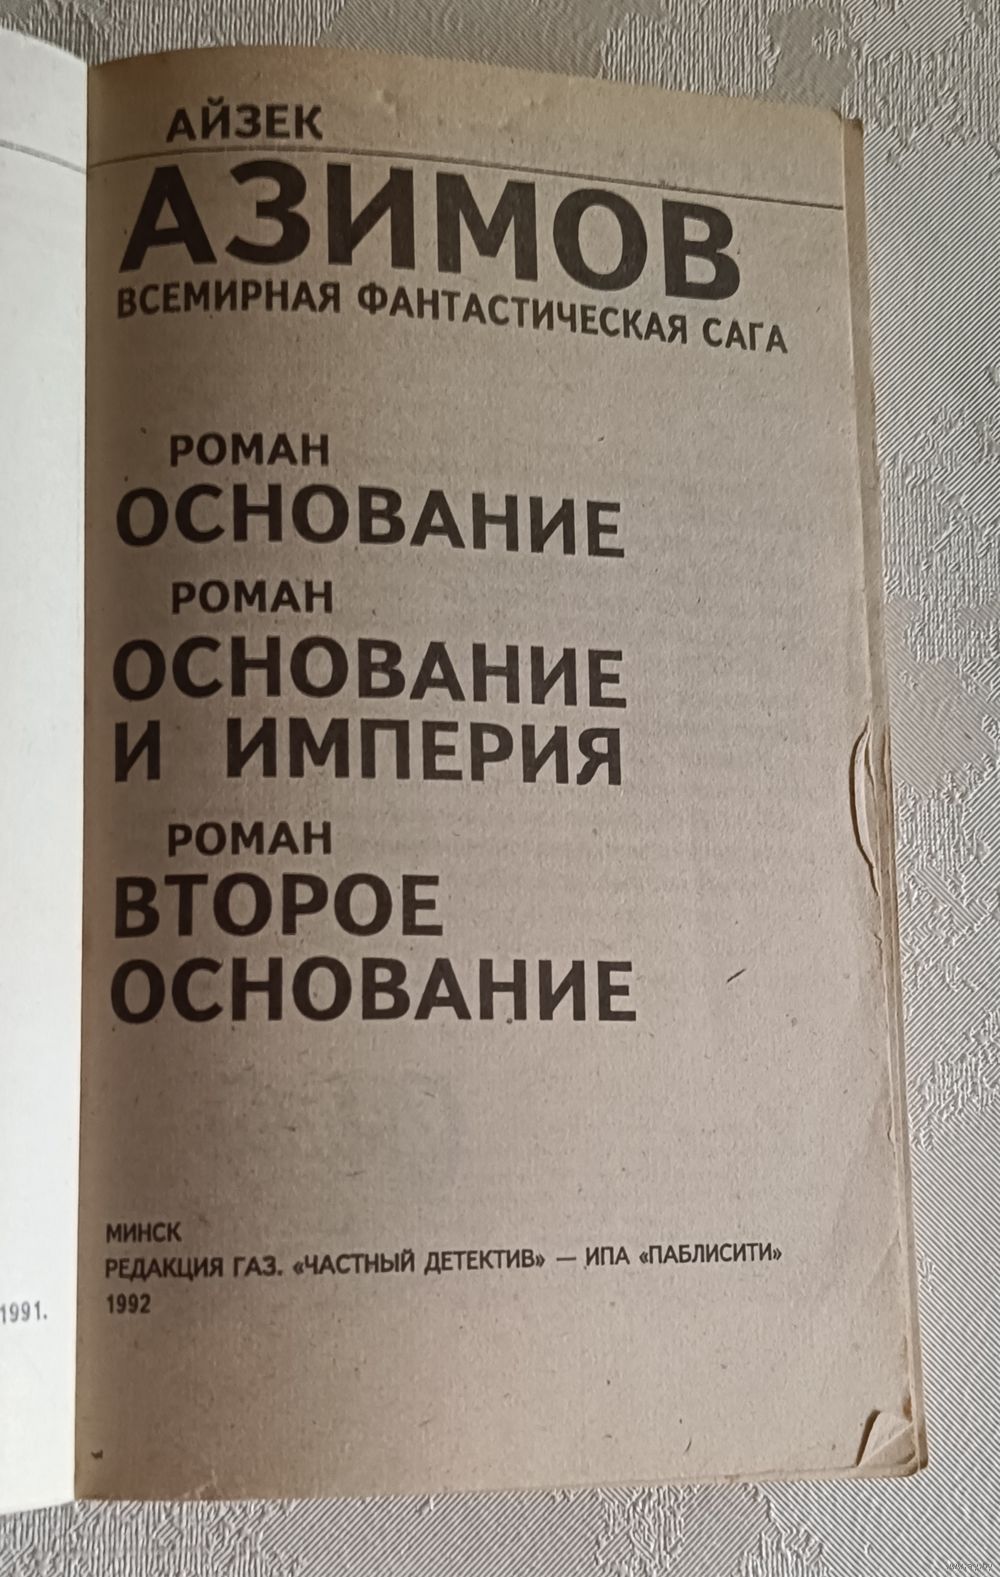 АЙЗЕК
АЗИМОВ
ВСЕМИРНАЯ ФАНТАСТИЧЕСКАЯ САГА
РОМАН
ОСНОВАНИЕ
РОМАН
ОСНОВАНИЕ
И ИМПЕРИЯ
РОМАН
ВТОРОЕ
ОСНОВАНИЕ
МИНСК
РЕДАКЦИЯ ГАЗ. «ЧАСТНЫЙ ДЕТЕКТИВ» — ИПА «ПАБЛИСИТИ»
1992
1991.